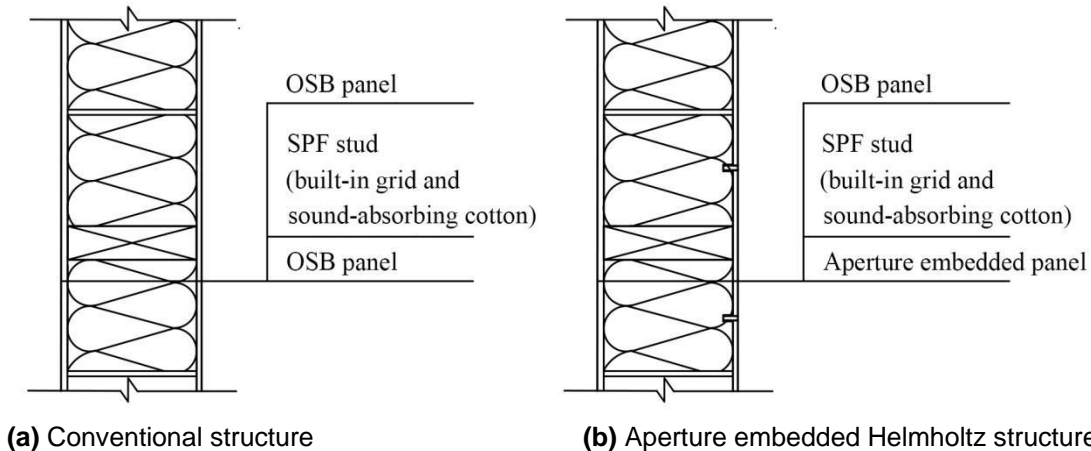 OSB panel
SPF stud
(built-in grid and
sound-absorbing cotton)
OSB panel
OSB panel
SPF stud
(built-in grid and
sound-absorbing cotton)
Aperture embedded panel
(a) Conventional structure
(b) Aperture embedded Helmholtz structure